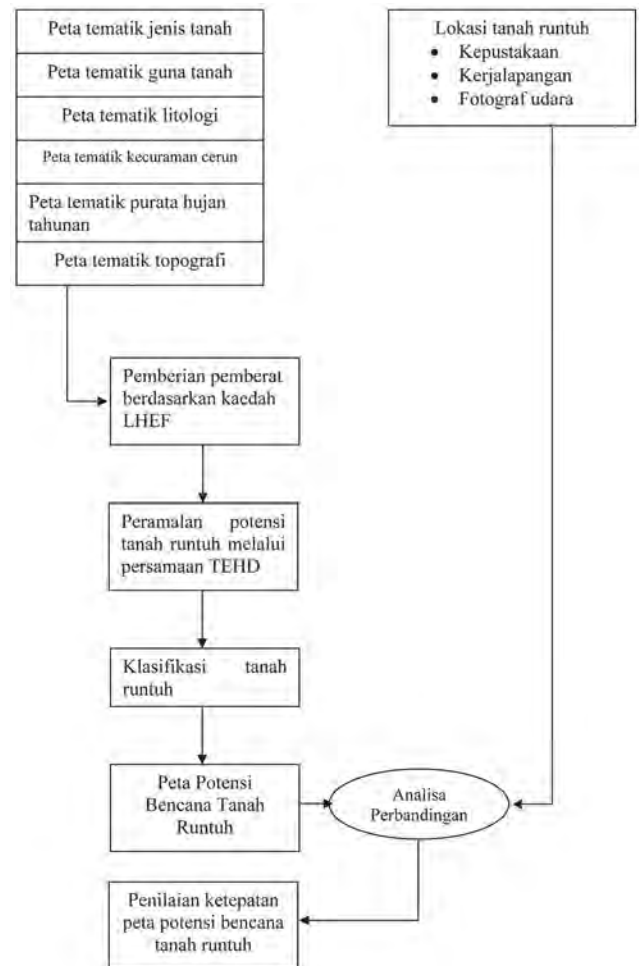 Peta tematik jenis tanah
Peta tematik guna tanah
Peta tematik litologi
Peta tematik kecuraman cerun
Peta tematik purata hujan
tahunan
Peta tematik topografi
Lokasi tanah runtuh
• Kepustakaan
• Kerjalapangan
• Fotograf udara
Pemberian pemberat
berdasarkan kaedah
LHEF
Peramalan potensi
tanah runtuh melalui
persamaan TEHD
Klasifikasi tanah
runtuh
Peta Potensi
Bencana Tanah
Runtuh
Analisa
Perbandingan
Penilaian ketepatan
peta potensi bencana
tanah runtuh